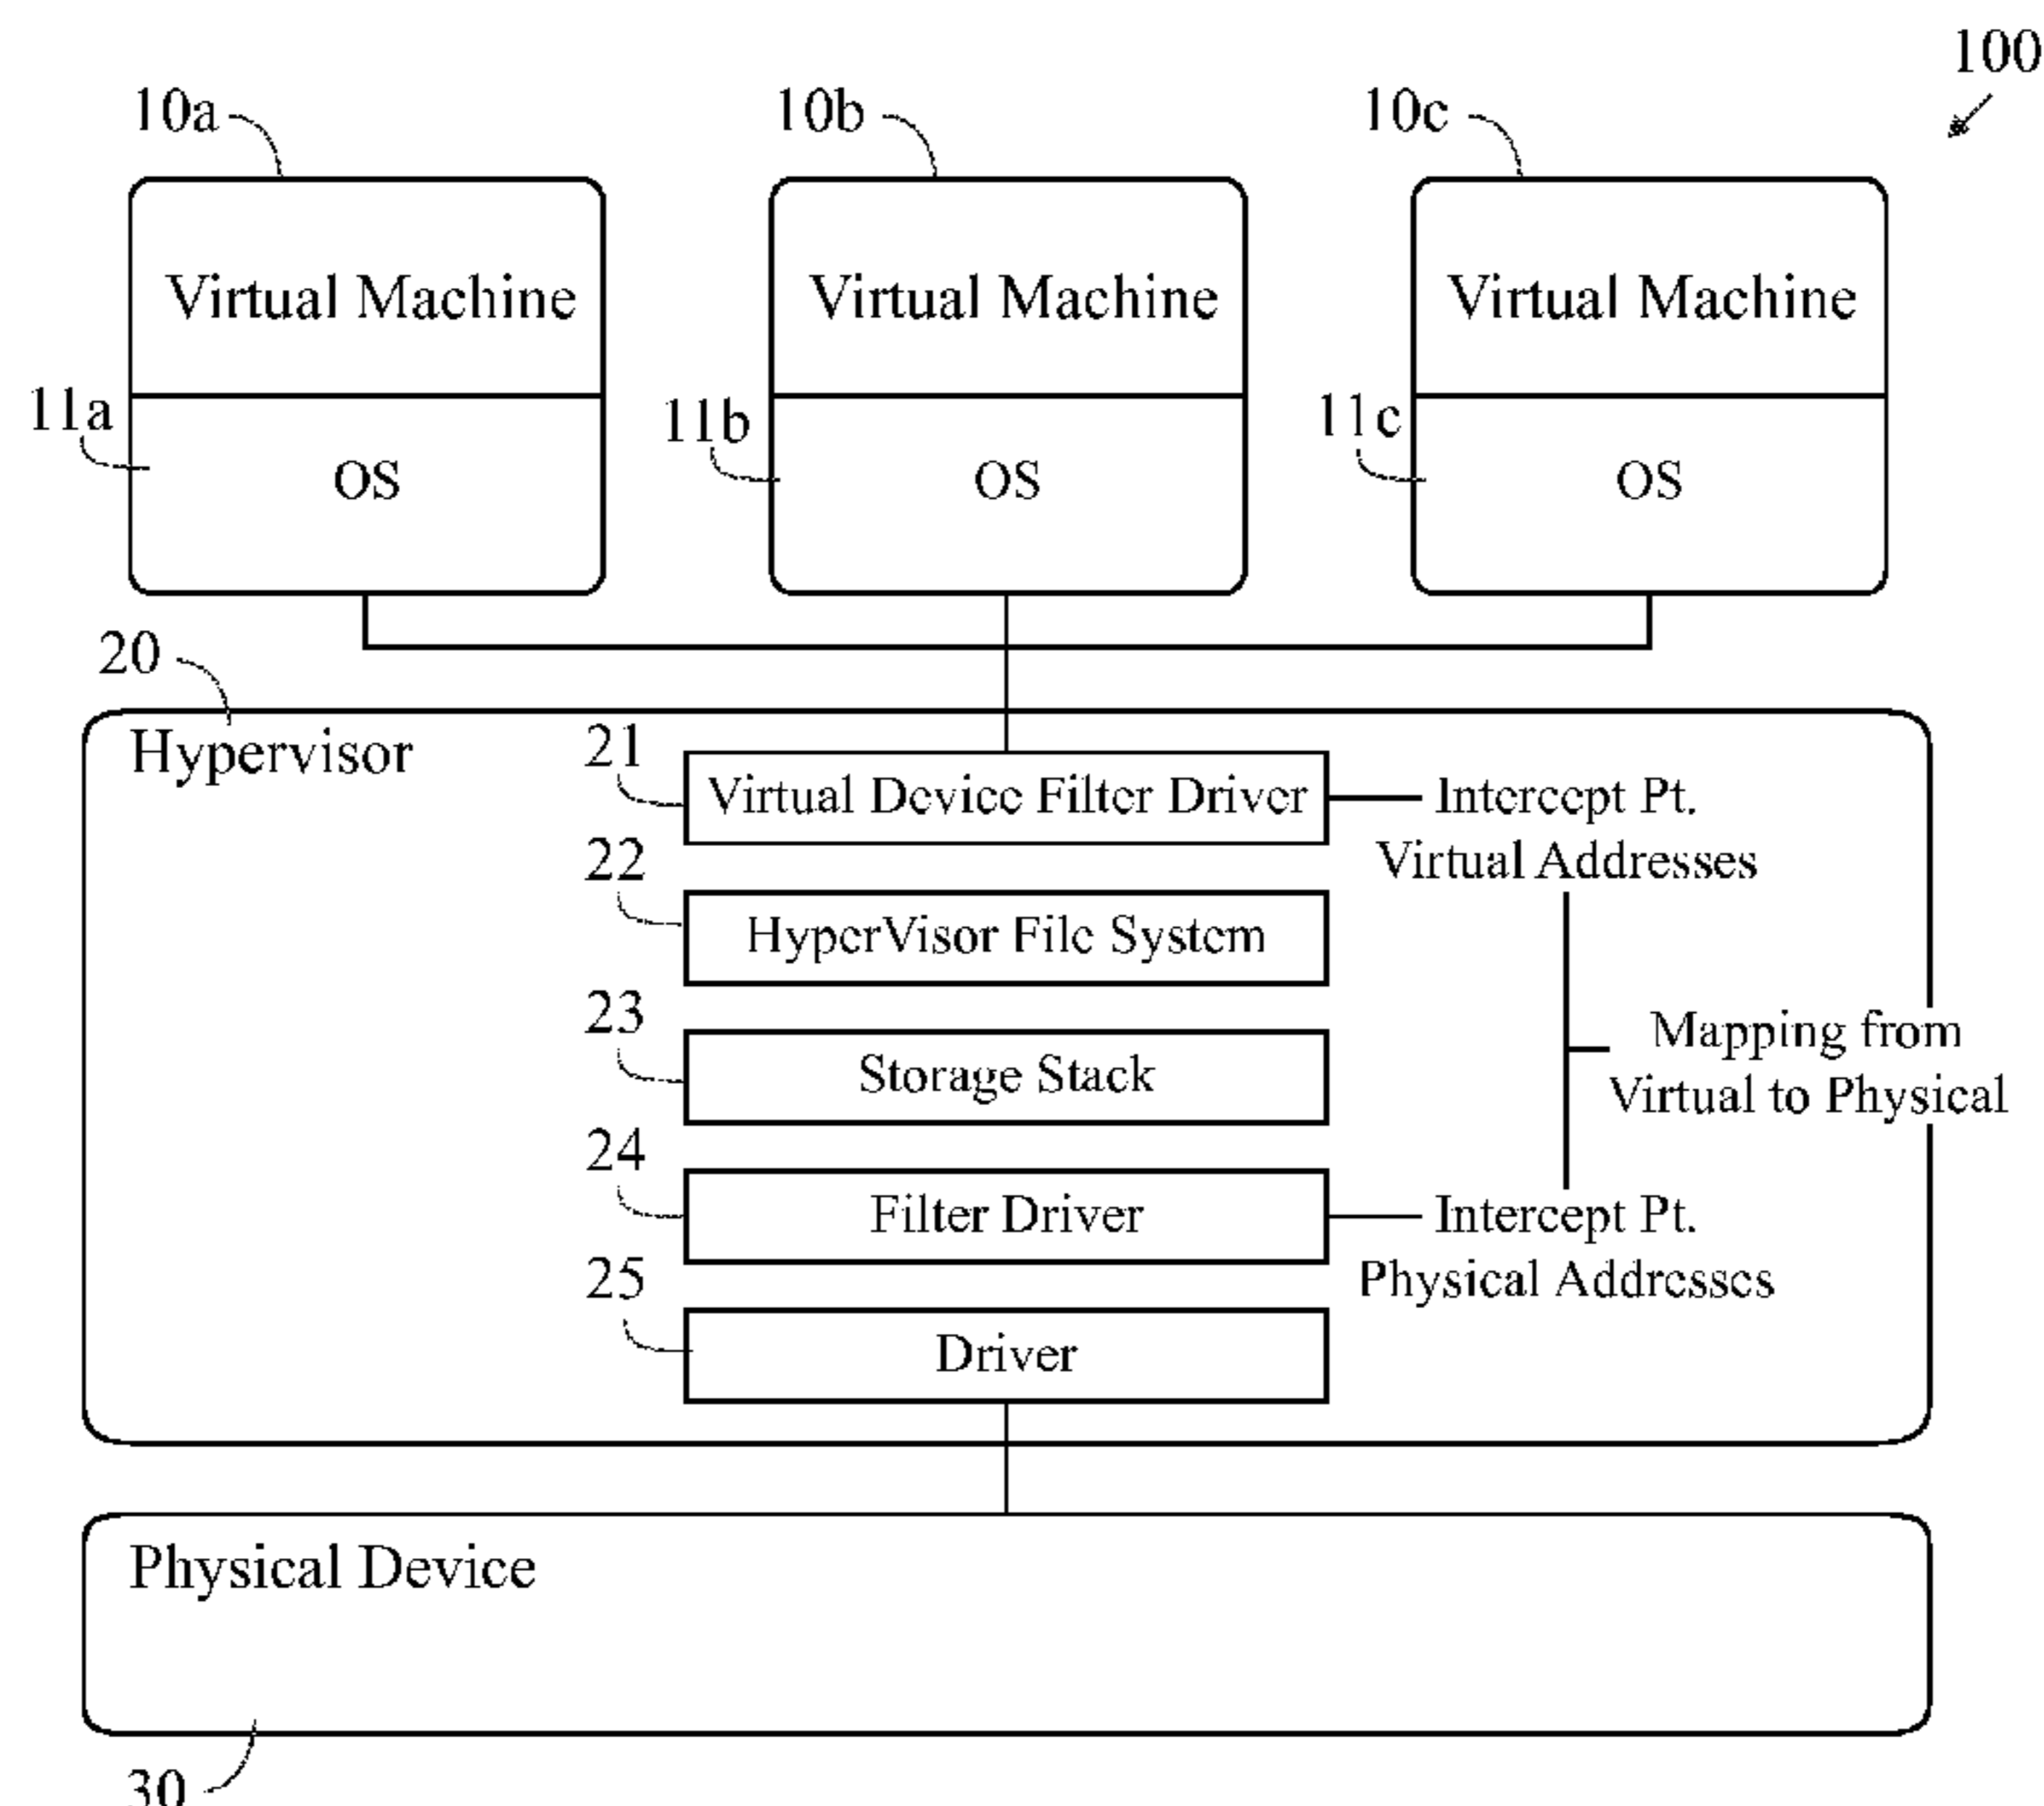 100
10a
10b
10c
Virtual Machine
Virtual Machine
Virtual Machine
11a
11b
11c
OS
OS
OS
20
Hypervisor
21
Virtual Device Filter Driver
Intercept Pt.
Virtual Addresses
22
HyperVisor File System
23
Storage Stack
Mapping from
Virtual to Physical
24
Filter Driver
Intercept Pt.
Physical Addresses
25
Driver
Physical Device
30